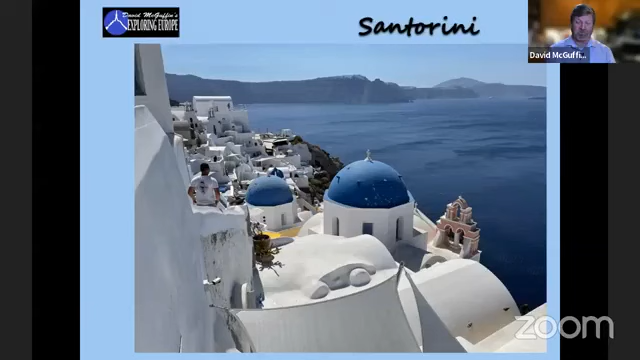 David McGuffin's
EXPLORING EUROPE
Santorini
David McGuffi...
zoom